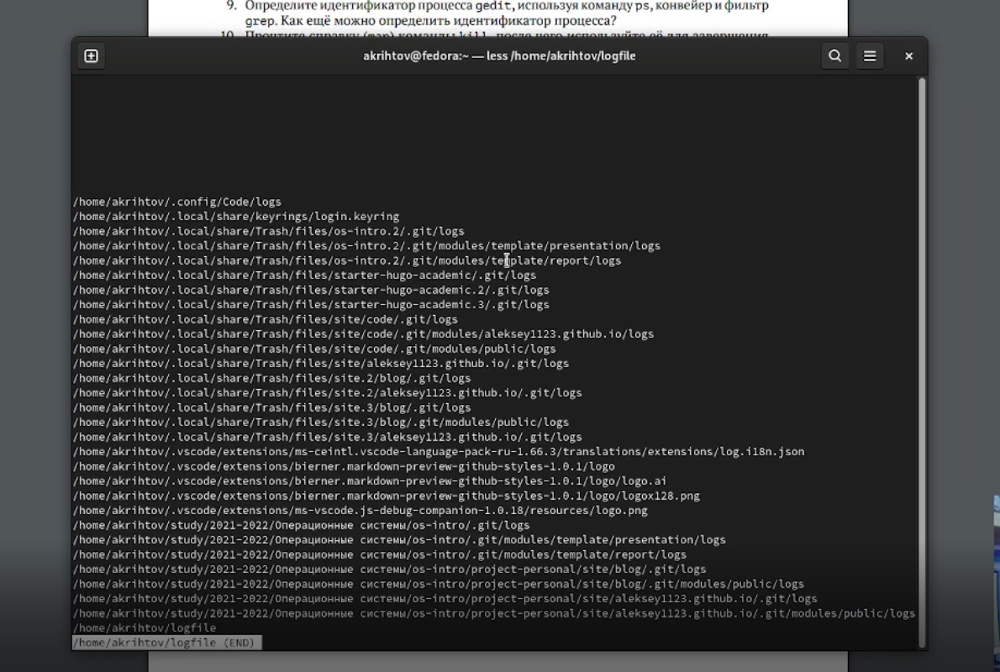 9. Определите идентификатор процесса gedit, используя команду ps, конвейер и фильтр
grep. Как ещё можно определить идентификатор процесса?
10. Прочтите справку (man) команды kill, после чего используйте её для завершения
akrihtov@fedora:~ — less /home/akrihtov/logfile
/home/akrihtov/.config/Code/logs
/home/akrihtov/.local/share/keyrings/login.keyring
/home/akrihtov/.local/share/Trash/files/os-intro.2/.git/logs
/home/akrihtov/.local/share/Trash/files/os-intro.2/.git/modules/template/presentation/logs
/home/akrihtov/.local/share/Trash/files/os-intro.2/.git/modules/template/report/logs
/home/akrihtov/.local/share/Trash/files/starter-hugo-academic/.git/logs
/home/akrihtov/.local/share/Trash/files/starter-hugo-academic.2/.git/logs
/home/akrihtov/.local/share/Trash/files/starter-hugo-academic.3/.git/logs
/home/akrihtov/.local/share/Trash/files/site/code/.git/logs
/home/akrihtov/.local/share/Trash/files/site/code/.git/modules/aleksey1123.github.io/logs
/home/akrihtov/.local/share/Trash/files/site/code/.git/modules/public/logs
/home/akrihtov/.local/share/Trash/files/site/aleksey1123.github.io/.git/logs
/home/akrihtov/.local/share/Trash/files/site.2/blog/.git/logs
/home/akrihtov/.local/share/Trash/files/site.2/aleksey1123.github.io/.git/logs
/home/akrihtov/.local/share/Trash/files/site.3/blog/.git/logs
/home/akrihtov/.local/share/Trash/files/site.3/blog/.git/modules/public/logs
/home/akrihtov/.local/share/Trash/files/site.3/aleksey1123.github.io/.git/logs
/home/akrihtov/.vscode/extensions/ms-ceintl.vscode-language-pack-ru-1.66.3/translations/extensions/log.i18n.json
/home/akrihtov/.vscode/extensions/bierner.markdown-preview-github-styles-1.0.1/logo
/home/akrihtov/.vscode/extensions/bierner.markdown-preview-github-styles-1.0.1/logo/logo.ai
/home/akrihtov/.vscode/extensions/bierner.markdown-preview-github-styles-1.0.1/logo/logox128.png
/home/akrihtov/.vscode/extensions/ms-vscode.js-debug-companion-1.0.18/resources/logo.png
/home/akrihtov/study/2021-2022/Операционные системы/os-intro/.git/logs
/home/akrihtov/study/2021-2022/Операционные системы/os-intro/.git/modules/template/presentation/logs
/home/akrihtov/study/2021-2022/Операционные системы/os-intro/.git/modules/template/report/logs
/home/akrihtov/study/2021-2022/Операционные системы/os-intro/project-personal/site/blog/.git/logs
/home/akrihtov/study/2021-2022/Операционные системы/os-intro/project-personal/site/blog/.git/modules/public/logs
/home/akrihtov/study/2021-2022/Операционные системы/os-intro/project-personal/site/aleksey1123.github.io/.git/logs
/home/akrihtov/study/2021-2022/Операционные системы/os-intro/project-personal/site/aleksey1123.github.io/.git/modules/public/logs
/home/akrihtov/logfile
/home/akrihtov/logfile (END)